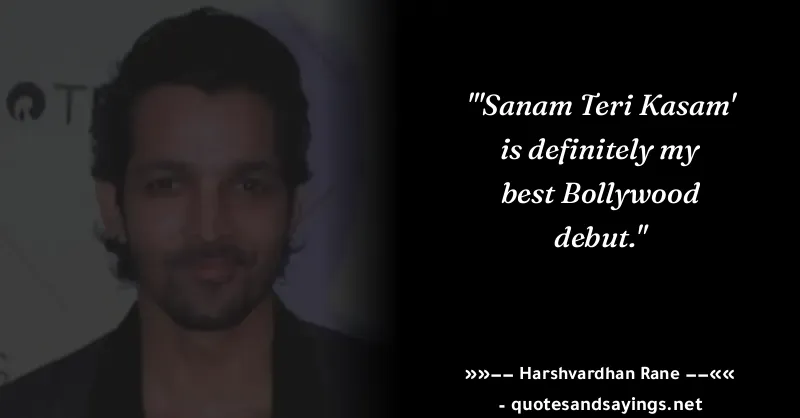 "'Sanam Teri Kasam'
is definitely my
best Bollywood
debut."
»»−− Harshvardhan Rane −−««
- quotesandsayings.net